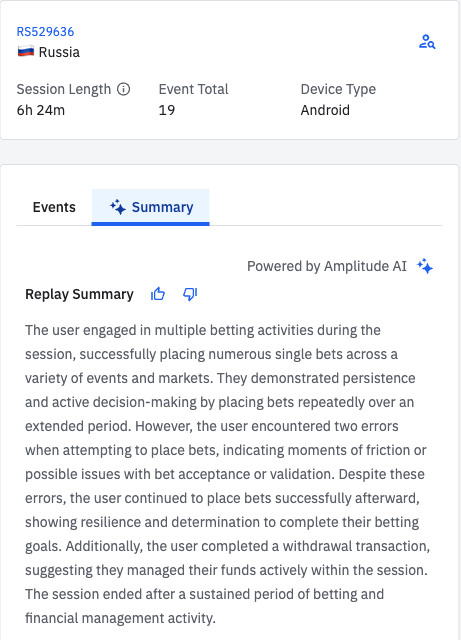 RS529636
Russia
Session Length
Event Total
Device Type
6h 24m
19
Android
Events
Summary
Powered by Amplitude AI
Replay Summary
The user engaged in multiple betting activities during the
session, successfully placing numerous single bets across a
variety of events and markets. They demonstrated persistence
and active decision-making by placing bets repeatedly over an
extended period. However, the user encountered two errors
when attempting to place bets, indicating moments of friction or
possible issues with bet acceptance or validation. Despite these
errors, the user continued to place bets successfully afterward,
showing resilience and determination to complete their betting
goals. Additionally, the user completed a withdrawal transaction,
suggesting they managed their funds actively within the session.
The session ended after a sustained period of betting and
financial management activity.